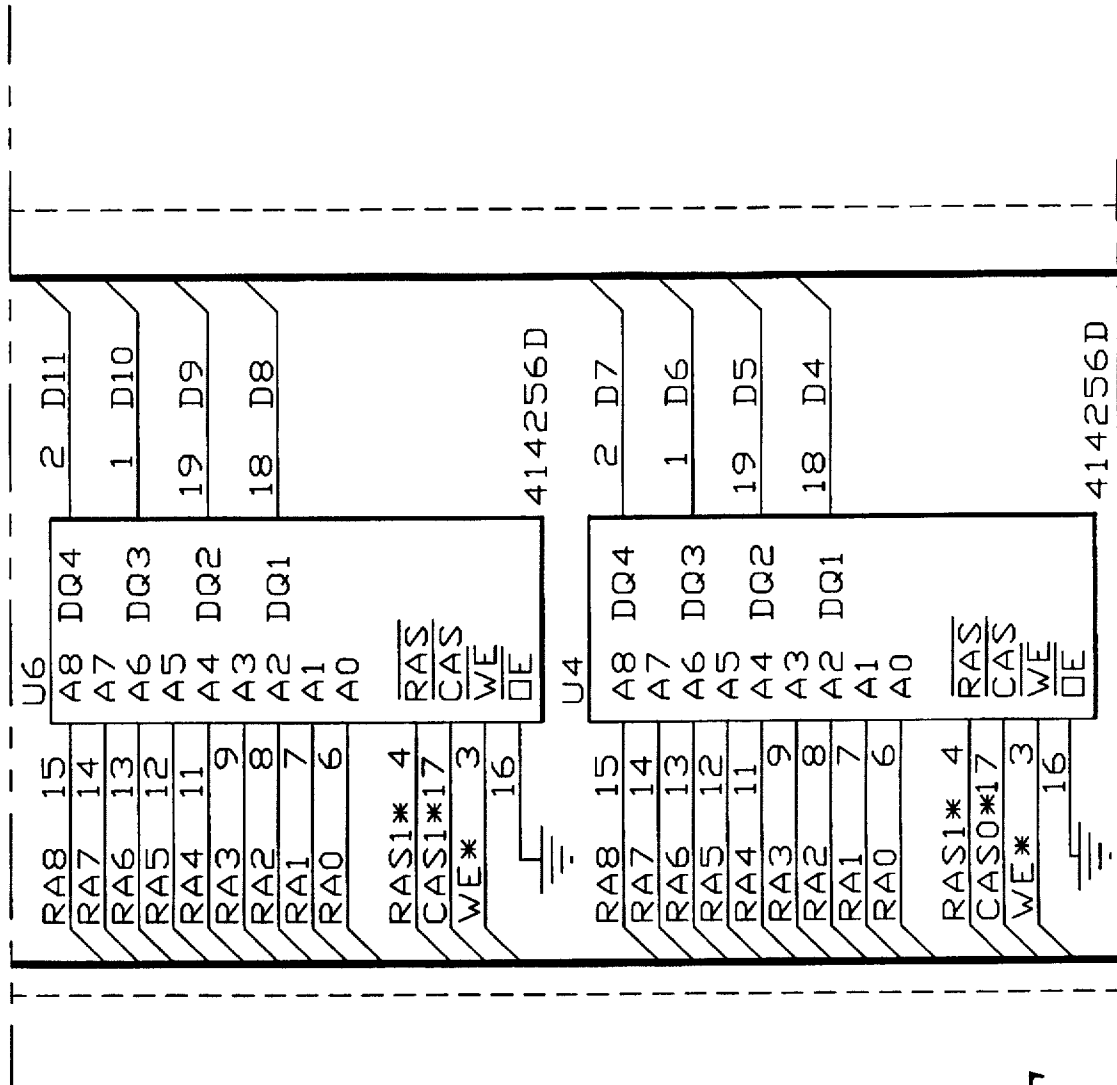 U6
RA8 15 A8 DQ4 2 D11
RA7 14 A7
RA6 13 A6 DQ3 1 D10
RA5 12 A5
RA4 11 A4 DQ2 19 D9
RA3 9 A3
RA2 8 A2 DQ1 18 D8
RA1 7 A1
RA0 6 A0
RAS1* 4 RAS
CAS1* 17 CAS
WE* 3 WE
16 OE
414256D
U4
RA8 15 A8 DQ4 2 D7
RA7 14 A7
RA6 13 A6 DQ3 1 D6
RA5 12 A5
RA4 11 A4 DQ2 19 D5
RA3 9 A3
RA2 8 A2 DQ1 18 D4
RA1 7 A1
RA0 6 A0
RAS1* 4 RAS
CAS0* 17 CAS
WE* 3 WE
16 OE
414256D